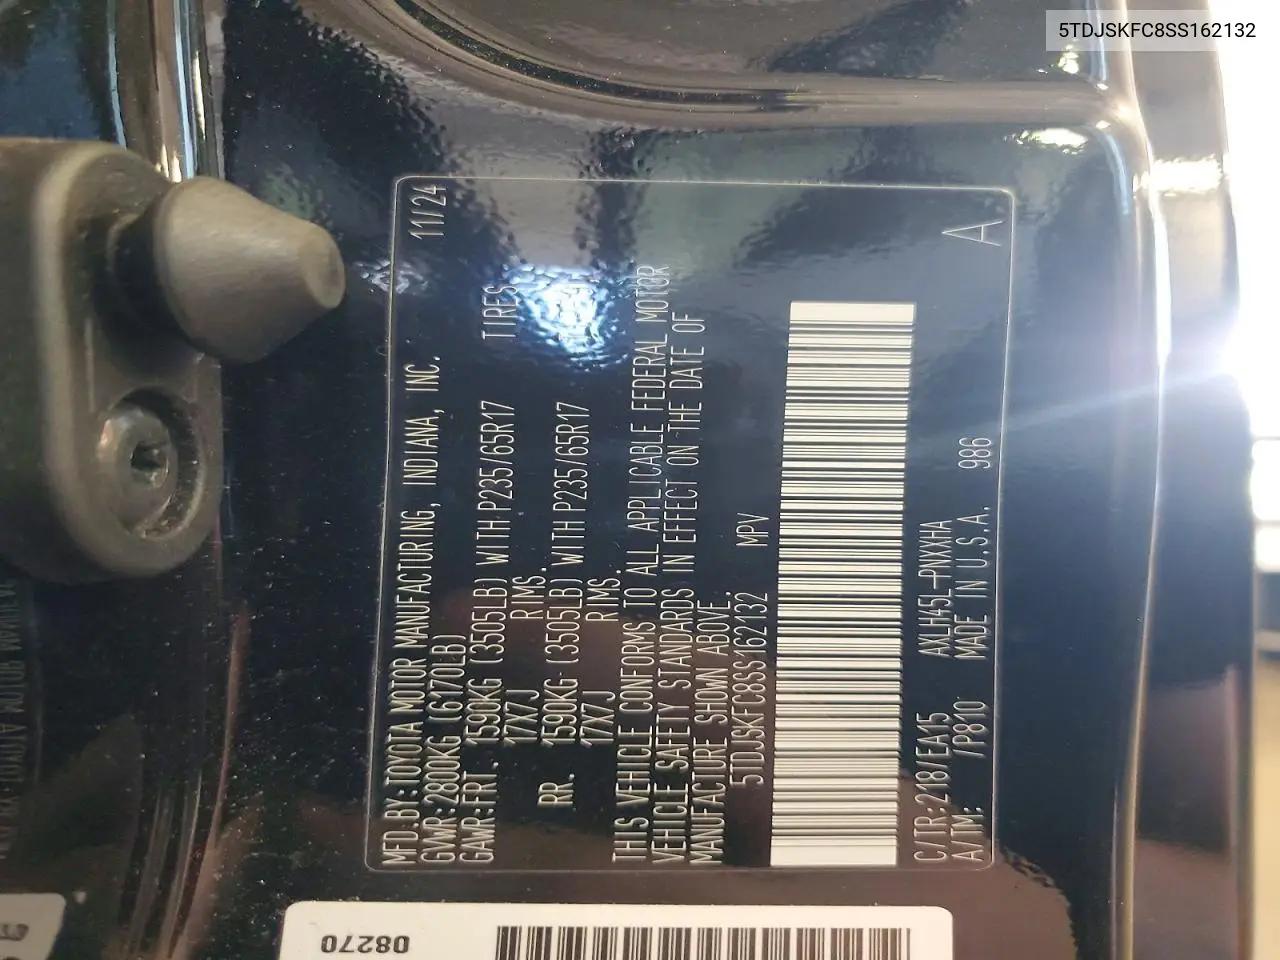 5TDJSKFC8SS162132
MFD.BY:TOYOTA MOTOR MANUFACTURING, INDIANA, INC. 11/24
GVWR:2800KG (6170LB)
GAWR:FRT. 1590KG (3505LB) WITH P235/65R17 TIRES
17X7J RIMS.
RR. 1590KG (3505LB) WITH P235/65R17
17X7J RIMS.
THIS VEHICLE CONFORMS TO ALL APPLICABLE FEDERAL MOTOR
VEHICLE SAFETY STANDARDS IN EFFECT ON THE DATE OF
MANUFACTURE SHOWN ABOVE.
5TDJSKFC8SS162132 MPV
C/TR:218/EA15 AXLH45L-PNXXHA
A/TM: /P810 MADE IN U.S.A. 986 A
08270